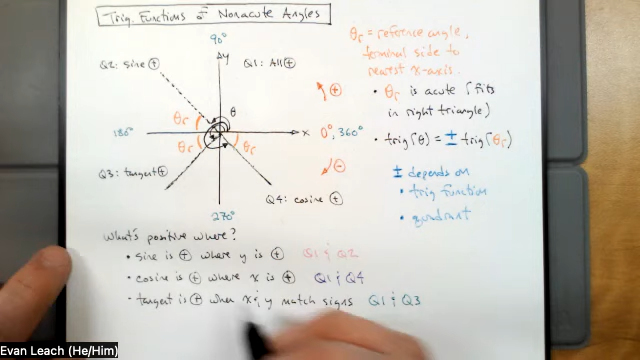 Trig. Functions of Nonacute Angles
90°
y
Q2: sine ⊕
Q1: All ⊕
θr
θ
180°
x
0°, 360°
θr
θr
Q3: tangent ⊕
Q4: cosine ⊕
270°
⊕
⊖
θr = reference angle,
terminal side to
nearest x-axis.
• θr is acute (fits
in right triangle)
• trig(θ) = ± trig(θr)
± depends on
• trig function
• quadrant
What's positive where?
• sine is ⊕ where y is ⊕ Q1 & Q2
• cosine is ⊕ where x is ⊕ Q1 & Q4
• tangent is ⊕ when x & y match signs Q1 & Q3
Evan Leach (He/Him)